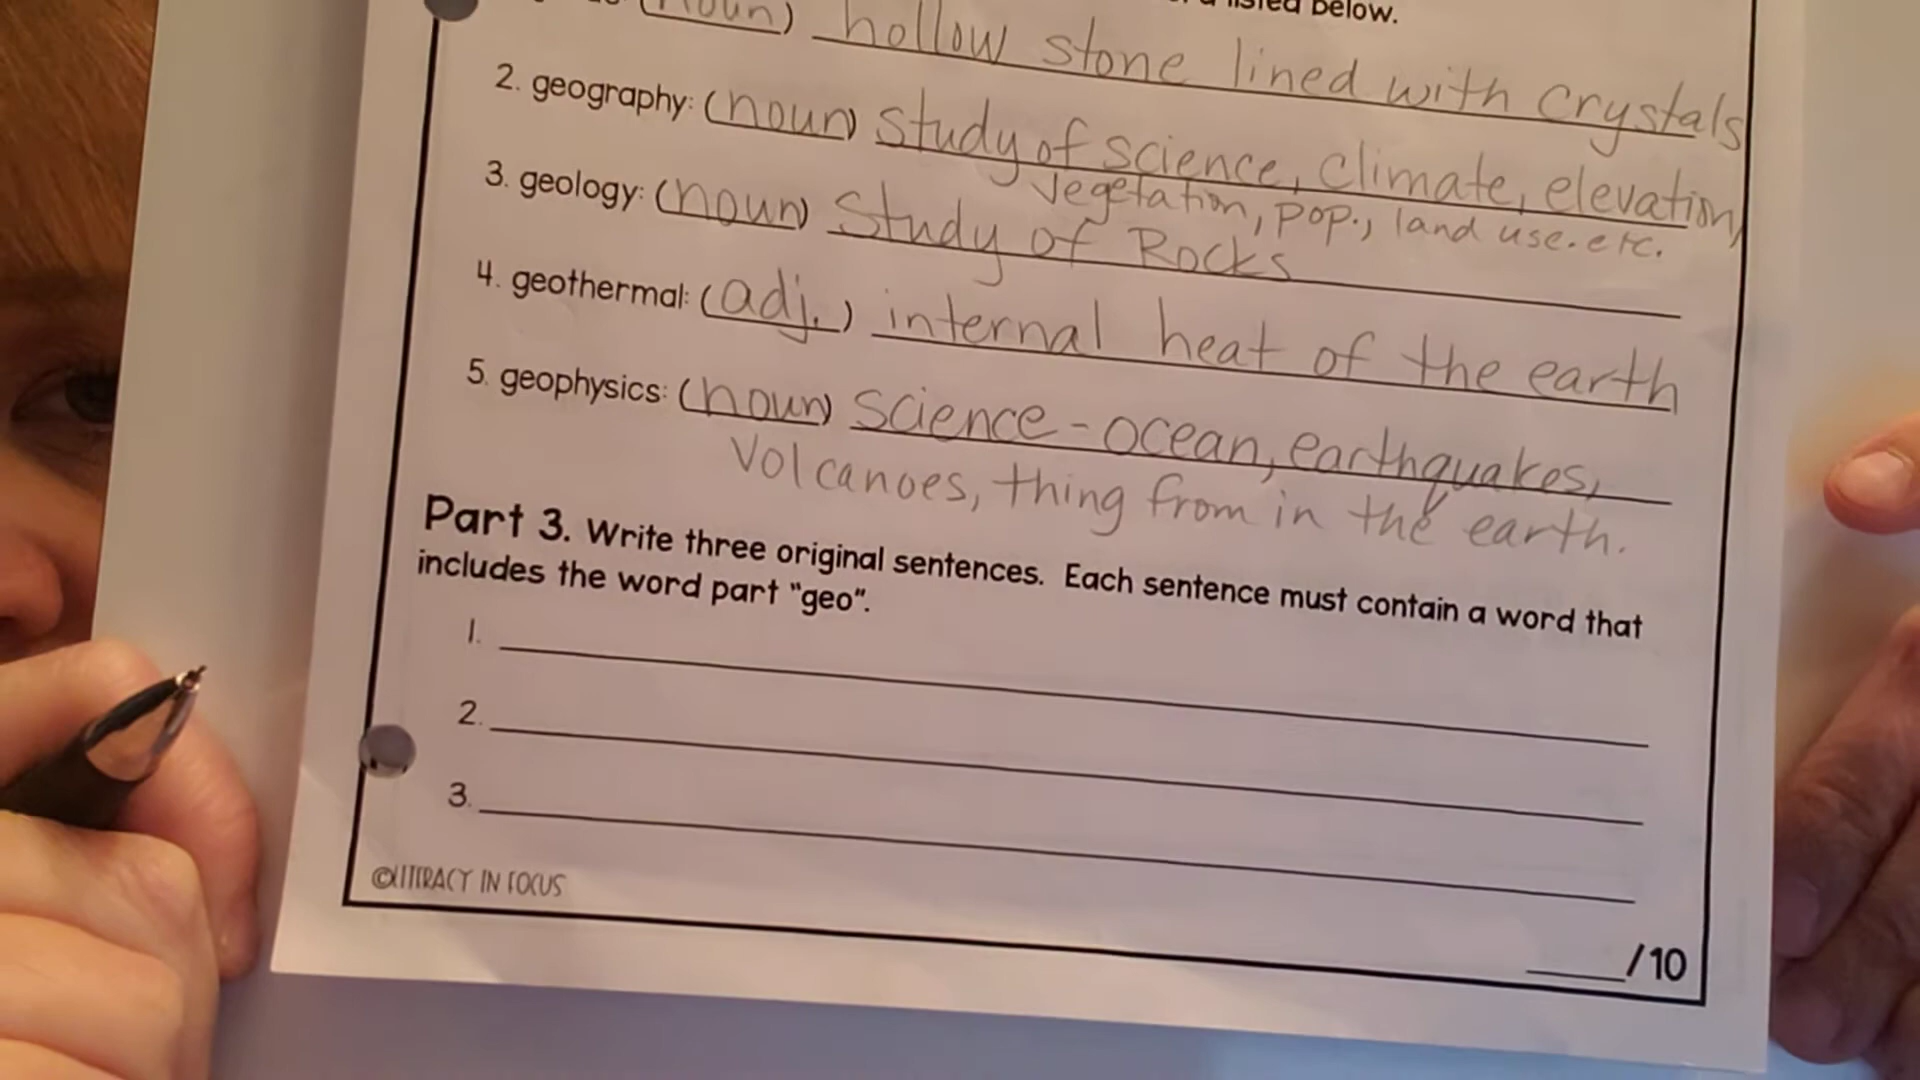 (noun) hollow stone lined with crystals
listed below.
2. geography: (noun) study of science, climate, elevation,
vegetation, pop., land use. etc.
3. geology: (noun) Study of Rocks
4. geothermal: (adj.) internal heat of the earth
5. geophysics: (noun) science - ocean, earthquakes,
Volcanoes, thing from in the earth.
Part 3. Write three original sentences. Each sentence must contain a word that
includes the word part "geo".
1.
2.
3.
©LITERACY IN FOCUS
/10